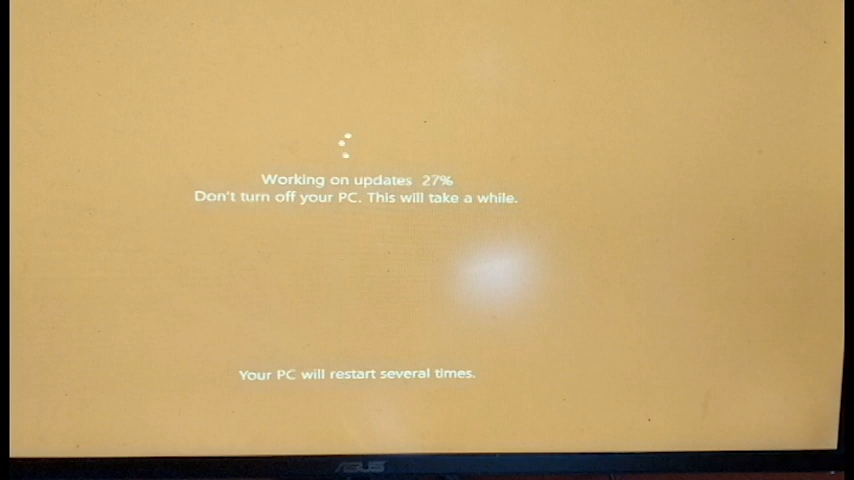 Working on updates 27%
Don't turn off your PC. This will take a while.
Your PC will restart several times.
ASUS